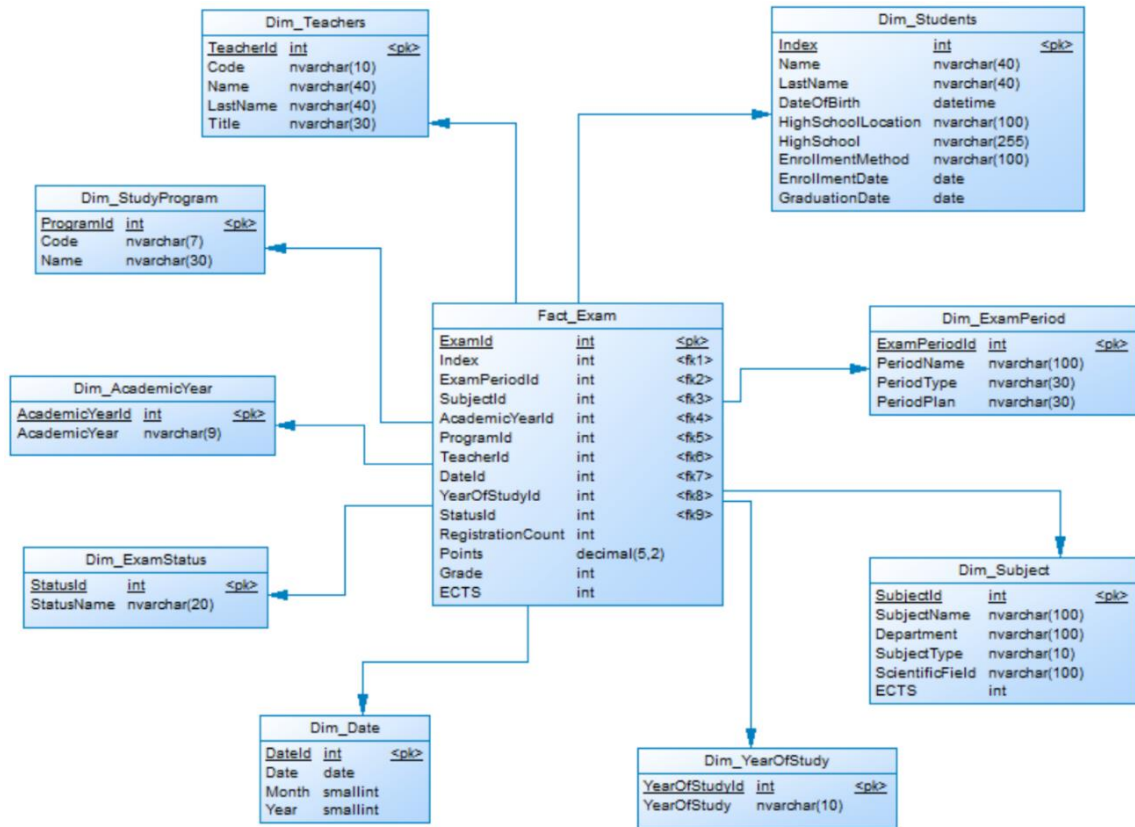 Dim_Teachers
TeacherId int <pk>
Code nvarchar(10)
Name nvarchar(40)
LastName nvarchar(40)
Title nvarchar(30)
Dim_Students
Index int <pk>
Name nvarchar(40)
LastName nvarchar(40)
DateOfBirth datetime
HighSchoolLocation nvarchar(100)
HighSchool nvarchar(255)
EnrollmentMethod nvarchar(100)
EnrollmentDate date
GraduationDate date
Dim_StudyProgram
ProgramId int <pk>
Code nvarchar(7)
Name nvarchar(30)
Fact_Exam
ExamId int <pk>
Index int <fk1>
ExamPeriodId int <fk2>
SubjectId int <fk3>
AcademicYearId int <fk4>
ProgramId int <fk5>
TeacherId int <fk6>
DateId int <fk7>
YearOfStudyId int <fk8>
StatusId int <fk9>
RegistrationCount int
Points decimal(5,2)
Grade int
ECTS int
Dim_ExamPeriod
ExamPeriodId int <pk>
PeriodName nvarchar(100)
PeriodType nvarchar(30)
PeriodPlan nvarchar(30)
Dim_AcademicYear
AcademicYearId int <pk>
AcademicYear nvarchar(9)
Dim_ExamStatus
StatusId int <pk>
StatusName nvarchar(20)
Dim_Subject
SubjectId int <pk>
SubjectName nvarchar(100)
Department nvarchar(100)
SubjectType nvarchar(10)
ScientificField nvarchar(100)
ECTS int
Dim_Date
DateId int <pk>
Date date
Month smallint
Year smallint
Dim_YearOfStudy
YearOfStudyId int <pk>
YearOfStudy nvarchar(10)